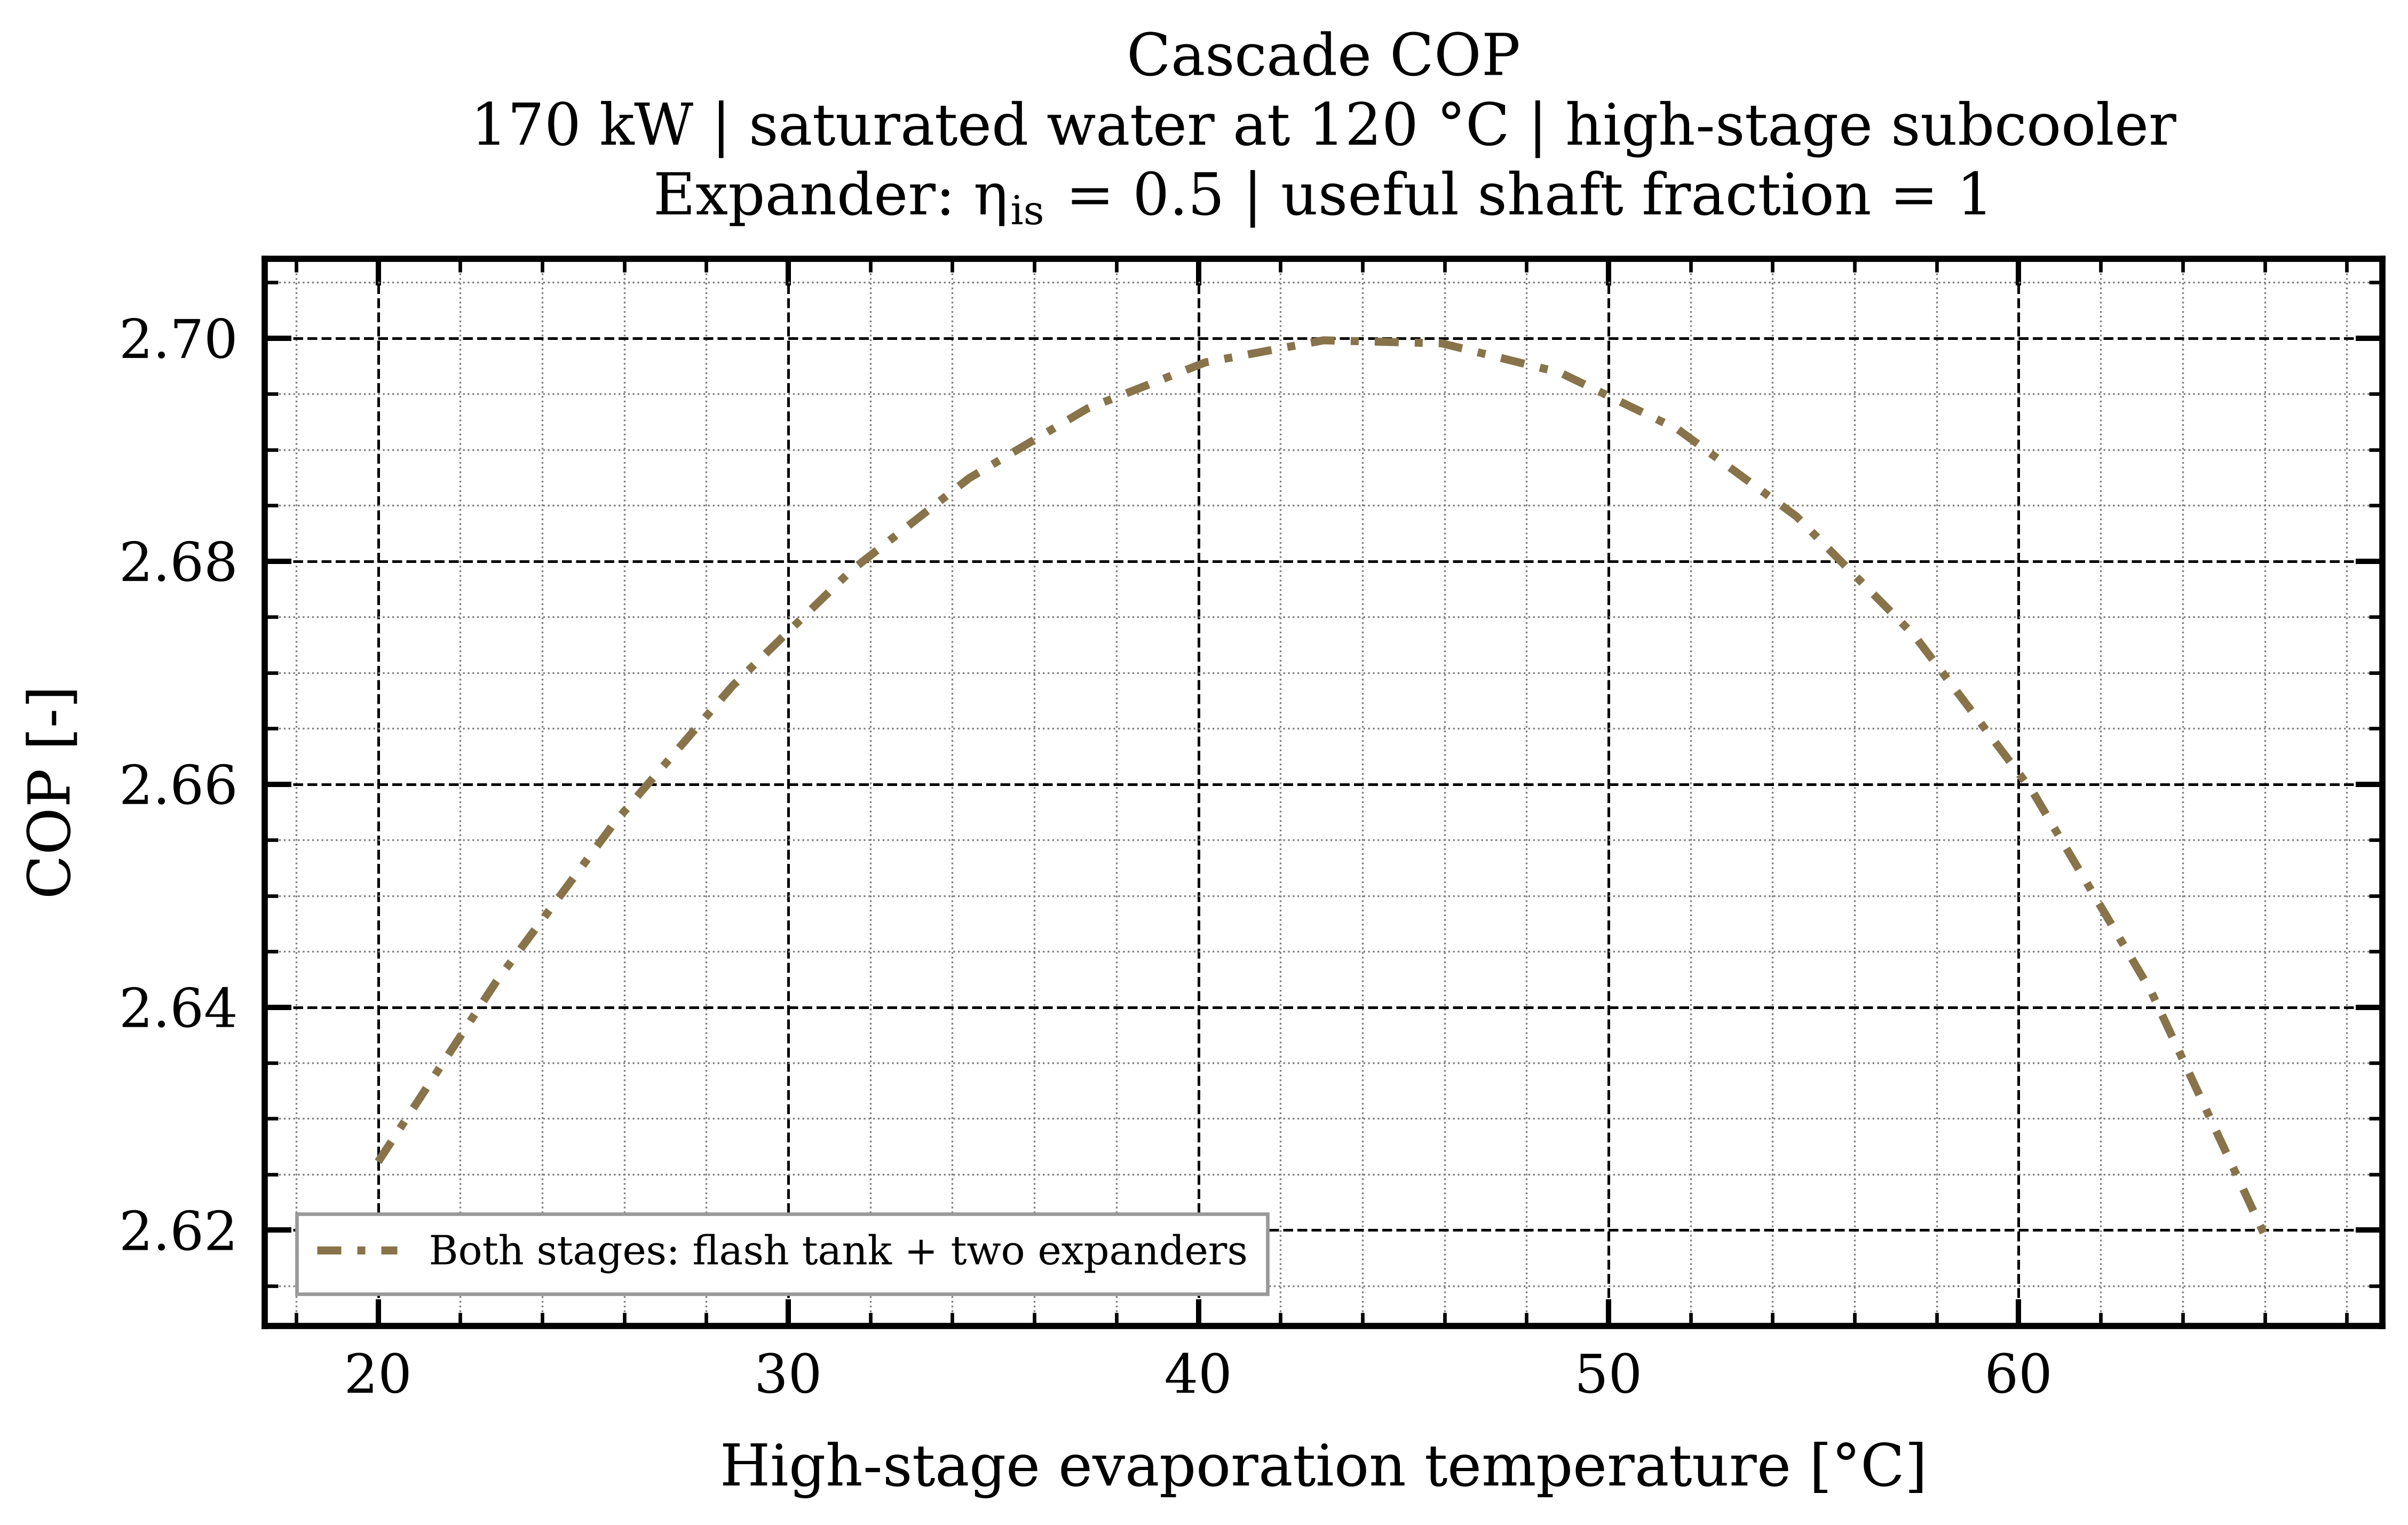 Cascade COP
170 kW | saturated water at 120 °C | high-stage subcooler
Expander: ηis = 0.5 | useful shaft fraction = 1
COP [-]
2.70
2.68
2.66
2.64
2.62
Both stages: flash tank + two expanders
20 30 40 50 60
High-stage evaporation temperature [°C]